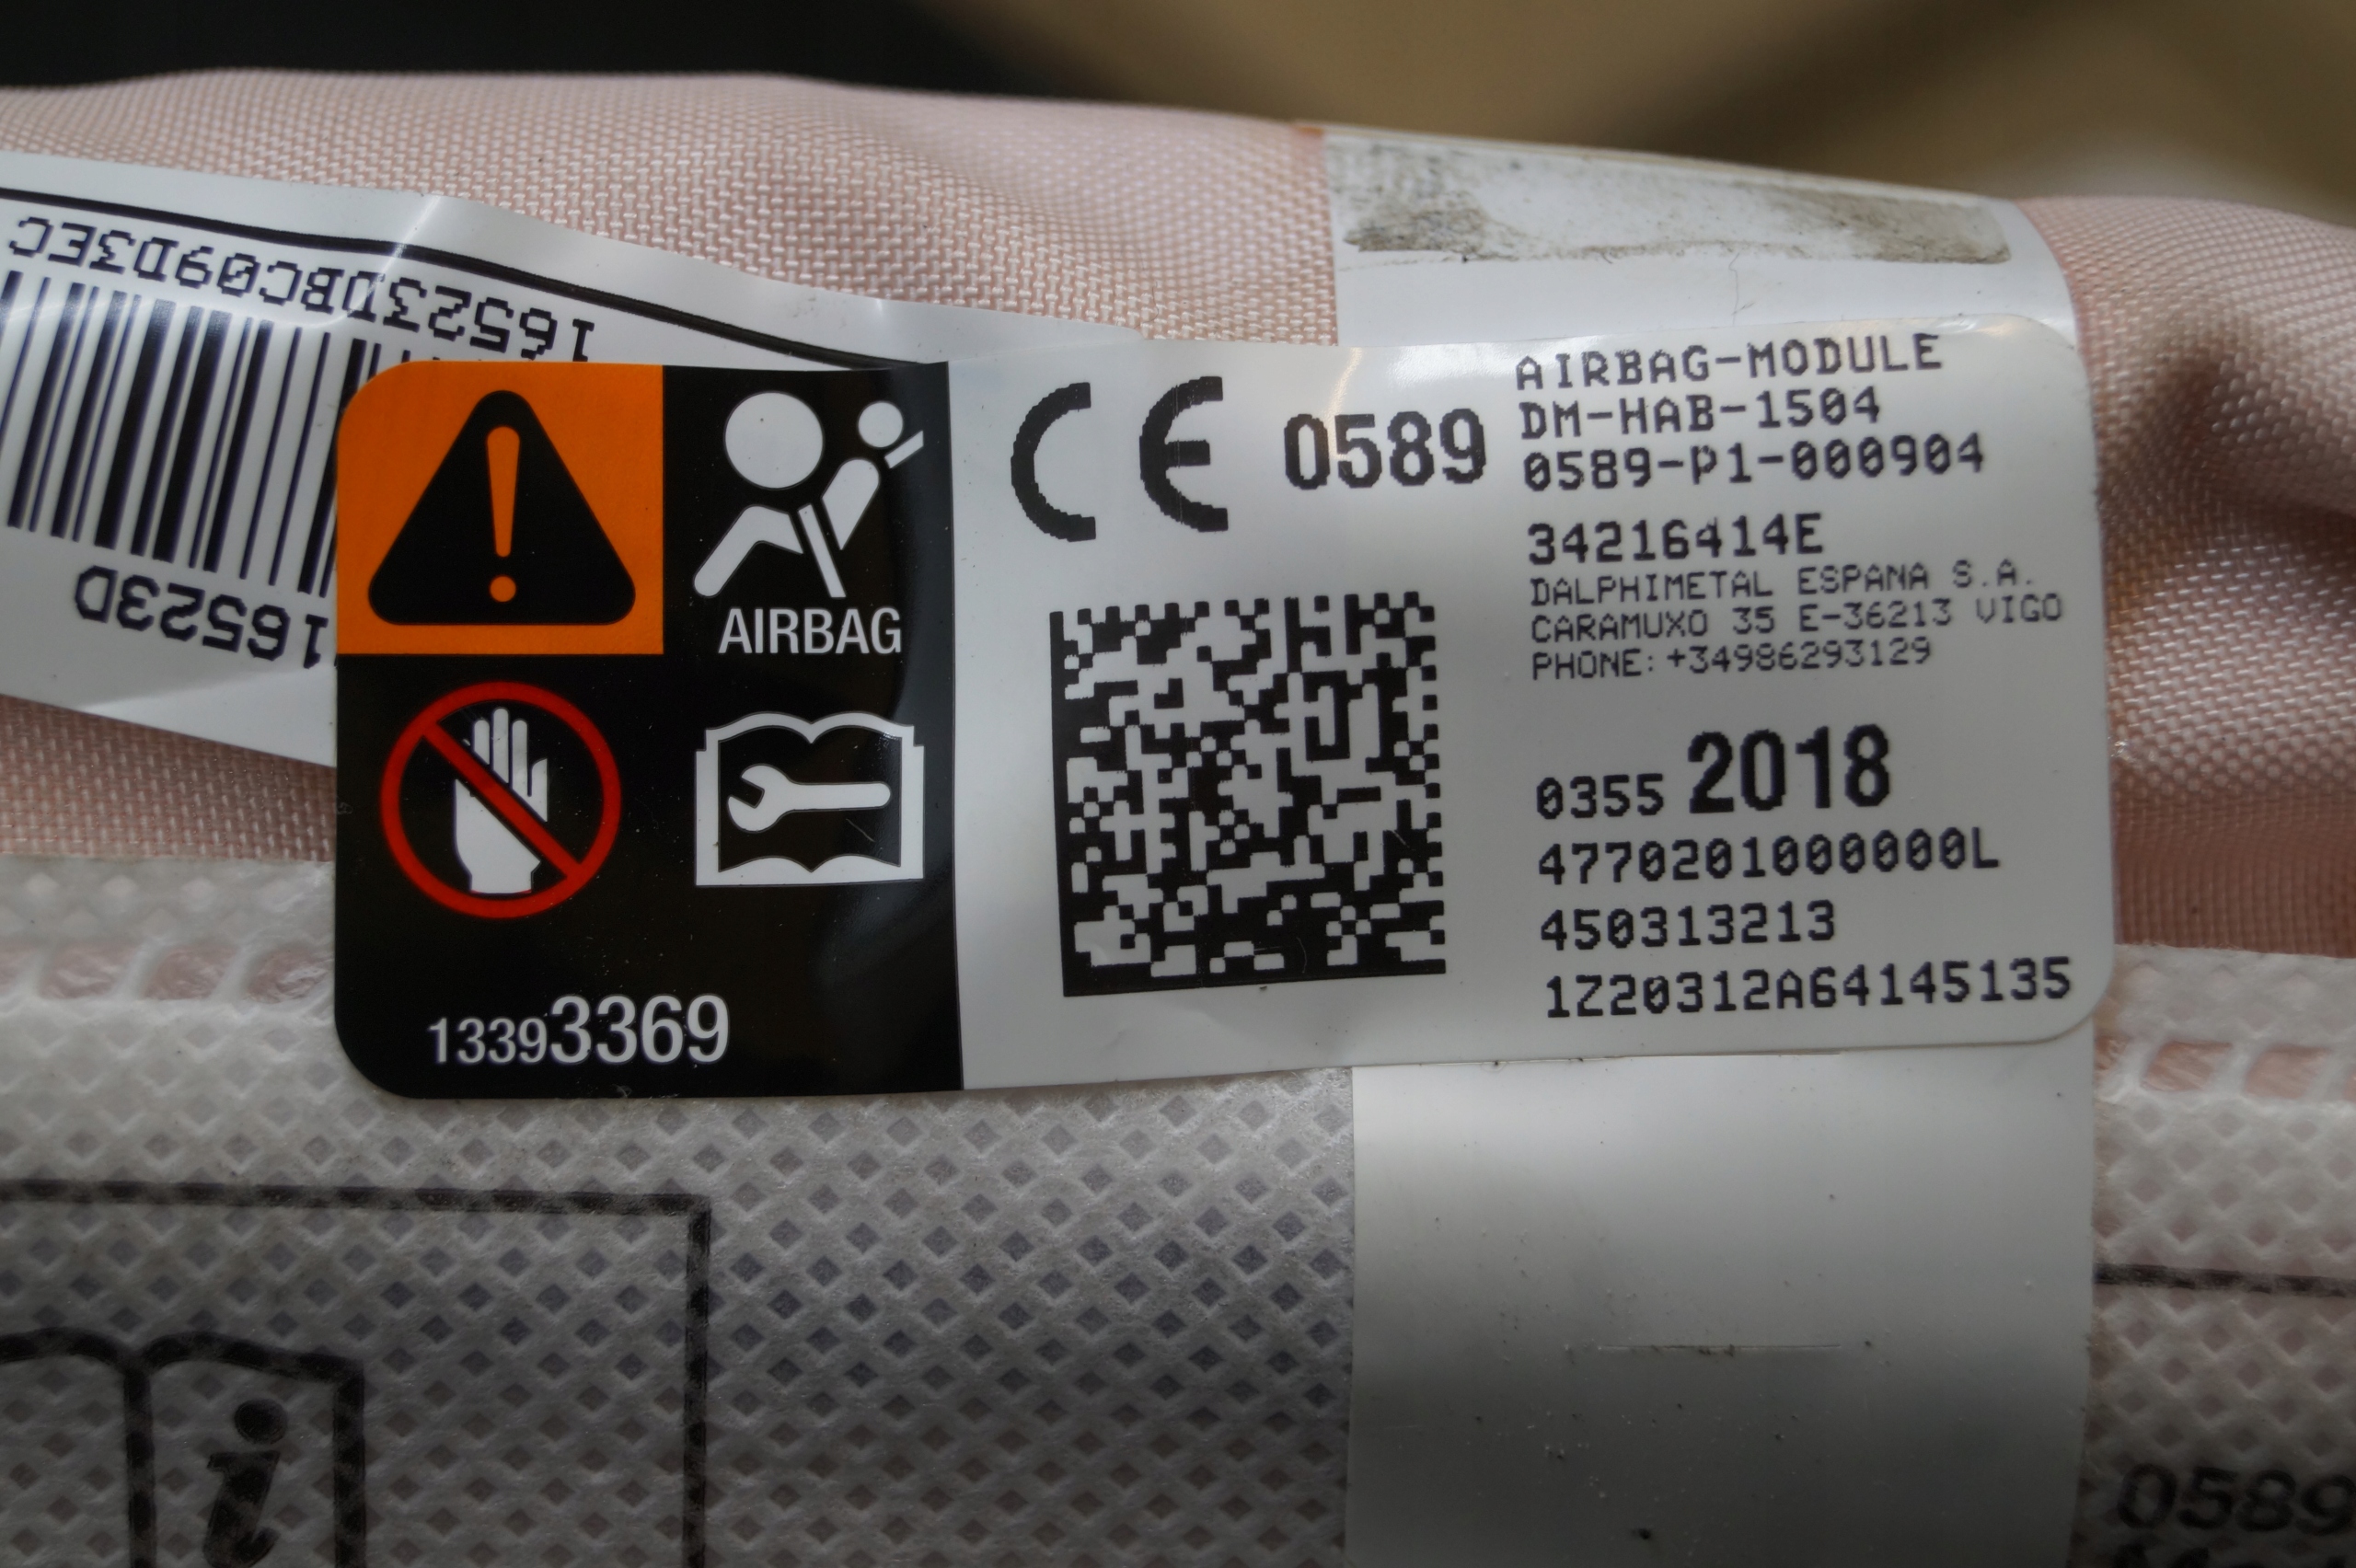 16523DBC09D3EC
16523D
AIRBAG
13393369
CE 0589
AIRBAG-MODULE
DM-HAB-1504
0589-P1-000904
34216414E
DALPHIMETAL ESPANA S.A.
CARAMUXO 35 E-36213 VIGO
PHONE:+34986293129
0355 2018
4770201000000L
450313213
1Z20312A64145135
i
0589